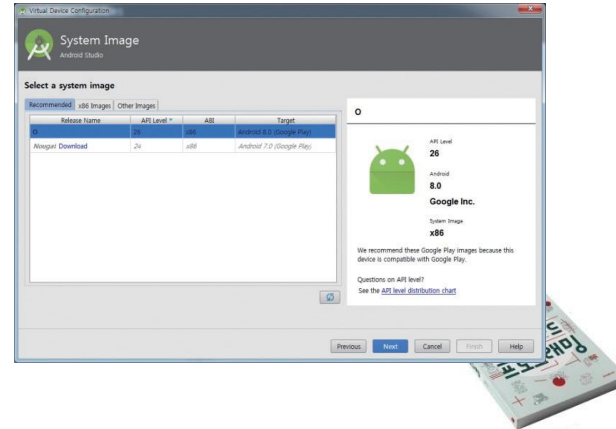 Virtual Device Configuration
System Image
Android Studio
Select a system image
Recommended x86 Images Other Images
Release Name API Level ABI Target
O 26 x86 Android 8.0 (Google Play)
Nougat Download 24 x86 Android 7.0 (Google Play)
O
API Level
26
Android
8.0
Google Inc.
System Image
x86
We recommend these Google Play images because this
device is compatible with Google Play.
Questions on API level?
See the API level distribution chart
Previous Next Cancel Finish Help